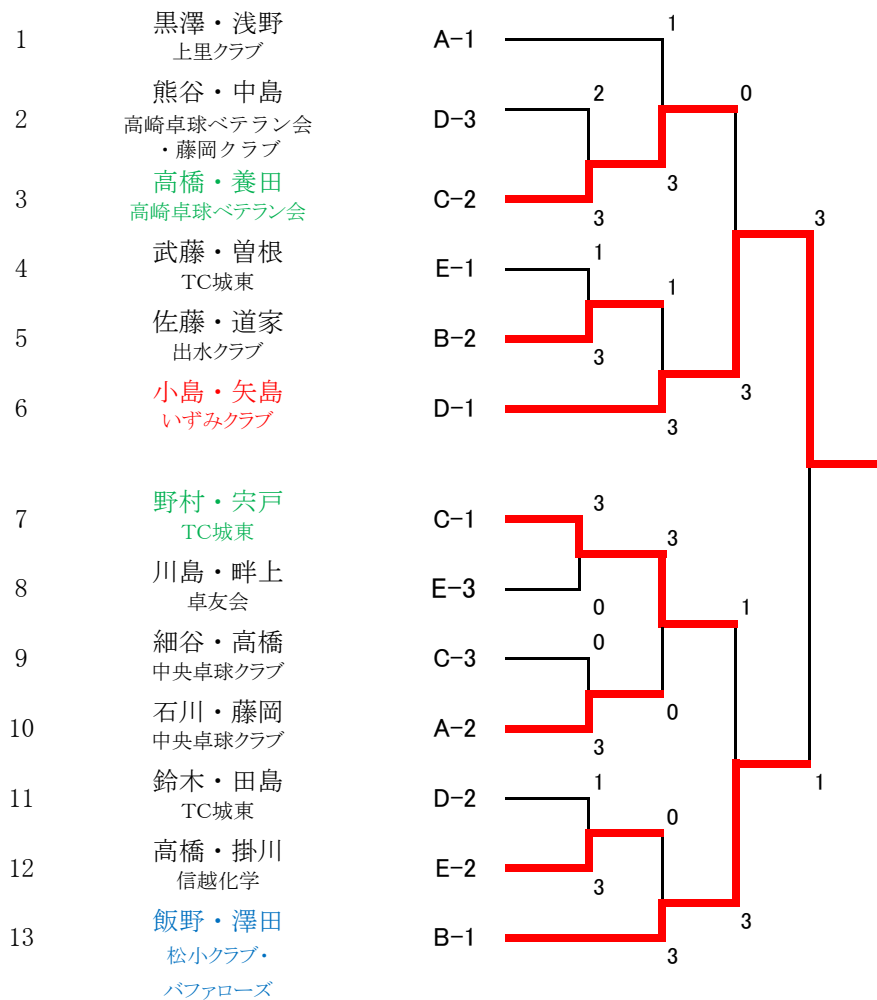 1
黒澤・浅野
上里クラブ
A-1
1
2
熊谷・中島
高崎卓球ベテラン会
・藤岡クラブ
D-3
2
0
3
高橋・養田
高崎卓球ベテラン会
C-2
3
3
3
4
武藤・曽根
TC城東
E-1
1
1
5
佐藤・道家
出水クラブ
B-2
3
3
6
小島・矢島
いずみクラブ
D-1
3
7
野村・宍戸
TC城東
C-1
3
3
8
川島・畔上
卓友会
E-3
0
1
9
細谷・高橋
中央卓球クラブ
C-3
0
0
10
石川・藤岡
中央卓球クラブ
A-2
3
11
鈴木・田島
TC城東
D-2
1
0
1
12
高橋・掛川
信越化学
E-2
3
3
13
飯野・澤田
松小クラブ・
バファローズ
B-1
3